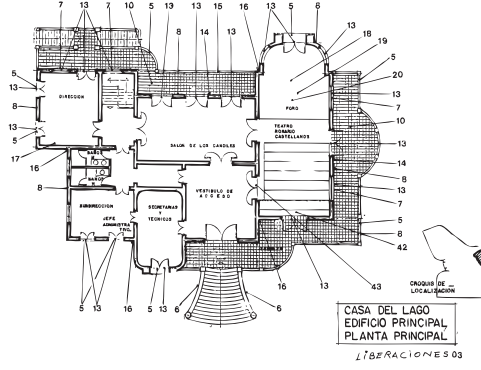 7 13 7 10 5 13 8 13 15 13 16 13 5 6
13
18
19
5
20
13
7
10
13
14
8
13
7
5
8
42
43
5
13
8
13
5
17
16
8
14
DIRECCION
FORO
TEATRO
ROSARIO
CASTELLANOS
SALON DE LOS CANDILES
BAÑOS
H
BAÑOS
M
SUBDIRECCION
JEFE
ADMINISTRA
TIVO.
SECRETARIAS
Y
TECNICOS
VESTIBULO DE
ACCESO
5 13 16 5 13 6 6 16 13
CROQUIS DE
LOCALIZACIÓN
CASA DEL LAGO
EDIFICIO PRINCIPAL,
PLANTA PRINCIPAL
LIBERACIONES 03